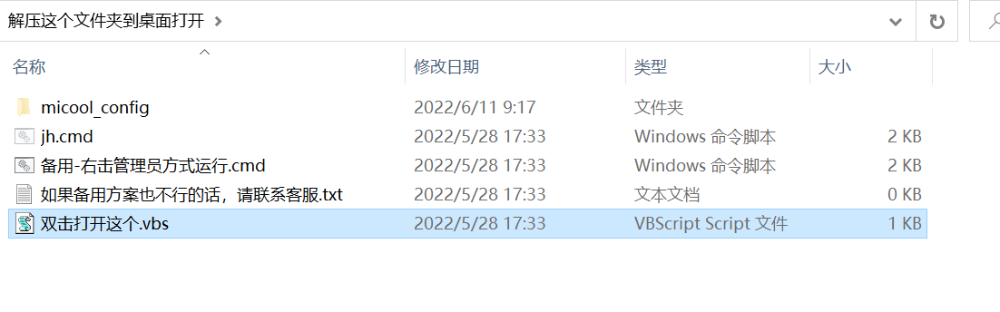 解压这个文件夹到桌面打开
名称 修改日期 类型 大小
micool_config 2022/6/11 9:17 文件夹
jh.cmd 2022/5/28 17:33 Windows 命令脚本 2 KB
备用-右击管理员方式运行.cmd 2022/5/28 17:33 Windows 命令脚本 2 KB
如果备用方案也不行的话，请联系客服.txt 2022/5/28 17:33 文本文档 0 KB
双击打开这个.vbs 2022/5/28 17:33 VBScript Script 文件 1 KB